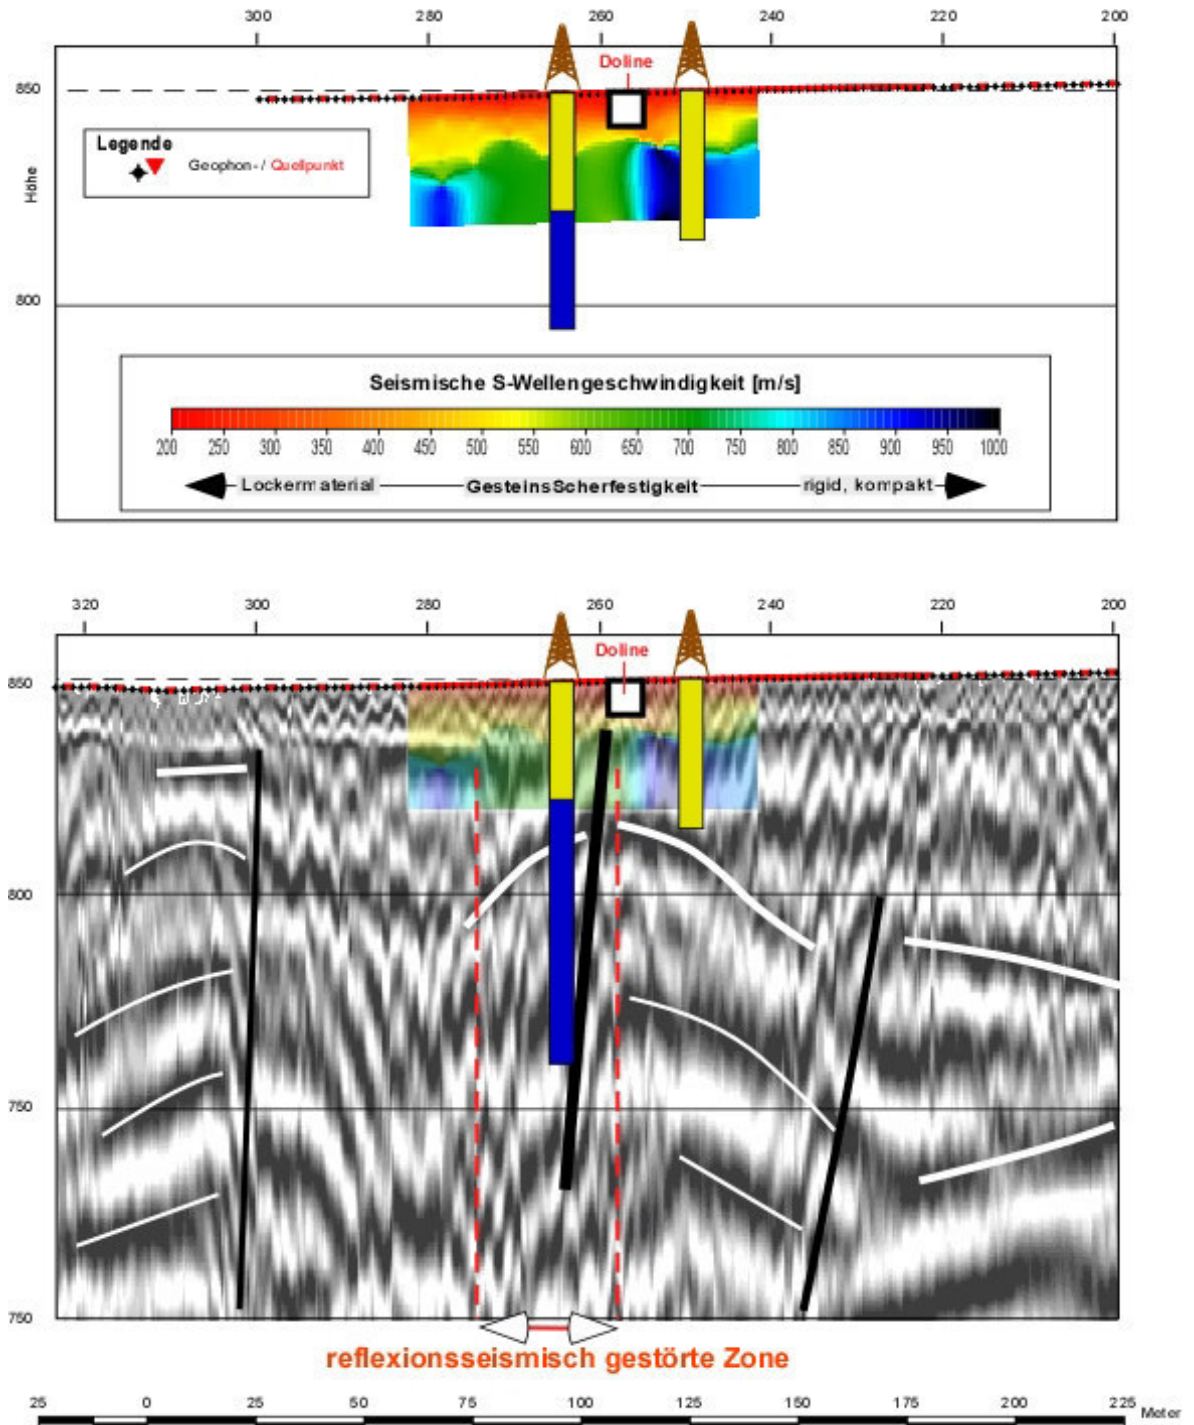 300 280 260 240 220 200
Doline
850
Legende
Geophon- / Quellpunkt
Höhe
800
Seismische S-Wellengeschwindigkeit [m/s]
200 250 300 350 400 450 500 550 600 650 700 750 800 850 900 950 1000
Lockermaterial GesteinsScherfestigkeit rigid, kompakt
320 300 280 260 240 220 200
Doline
850
800
750
750
reflexionsseismisch gestörte Zone
25 0 25 50 75 100 125 150 175 200 225 Meter